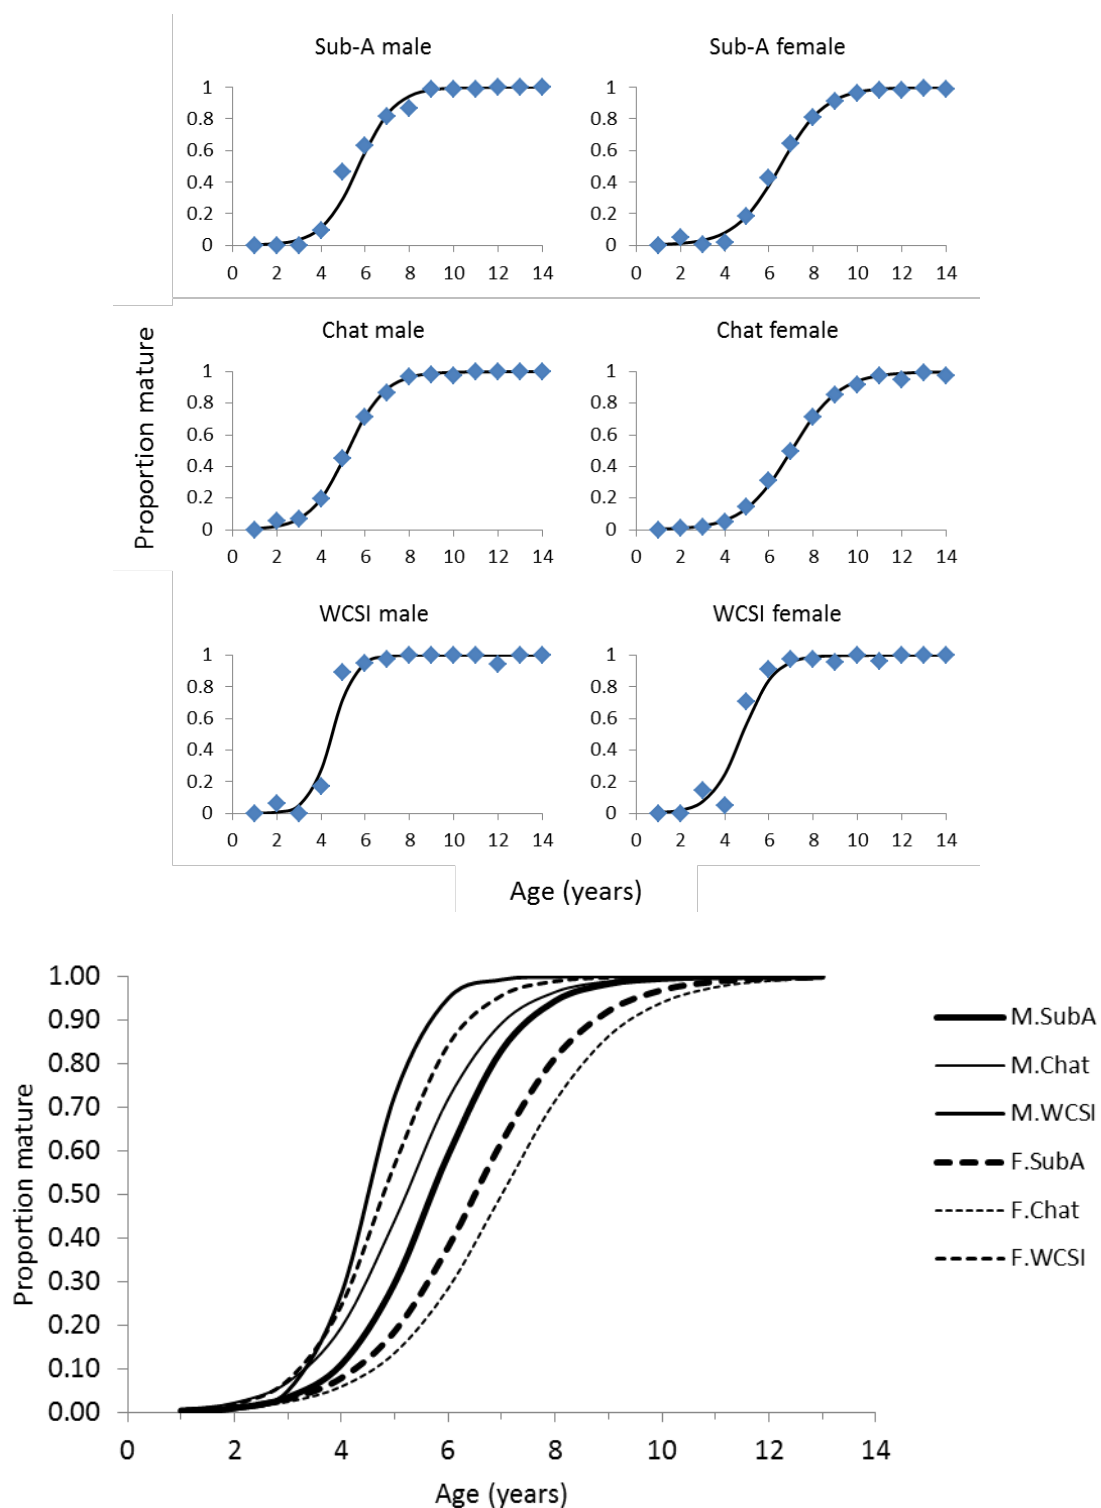 Sub-A male
Sub-A female
1
0.8
0.6
0.4
0.2
0
0 2 4 6 8 10 12 14
1
0.8
0.6
0.4
0.2
0
0 2 4 6 8 10 12 14
Proportion mature
Chat male
Chat female
1
0.8
0.6
0.4
0.2
0
0 2 4 6 8 10 12 14
1
0.8
0.6
0.4
0.2
0
0 2 4 6 8 10 12 14
WCSI male
WCSI female
1
0.8
0.6
0.4
0.2
0
0 2 4 6 8 10 12 14
1
0.8
0.6
0.4
0.2
0
0 2 4 6 8 10 12 14
Age (years)
Proportion mature
1.00
0.90
0.80
0.70
0.60
0.50
0.40
0.30
0.20
0.10
0.00
0 2 4 6 8 10 12 14
Age (years)
M.SubA
M.Chat
M.WCSI
F.SubA
F.Chat
F.WCSI